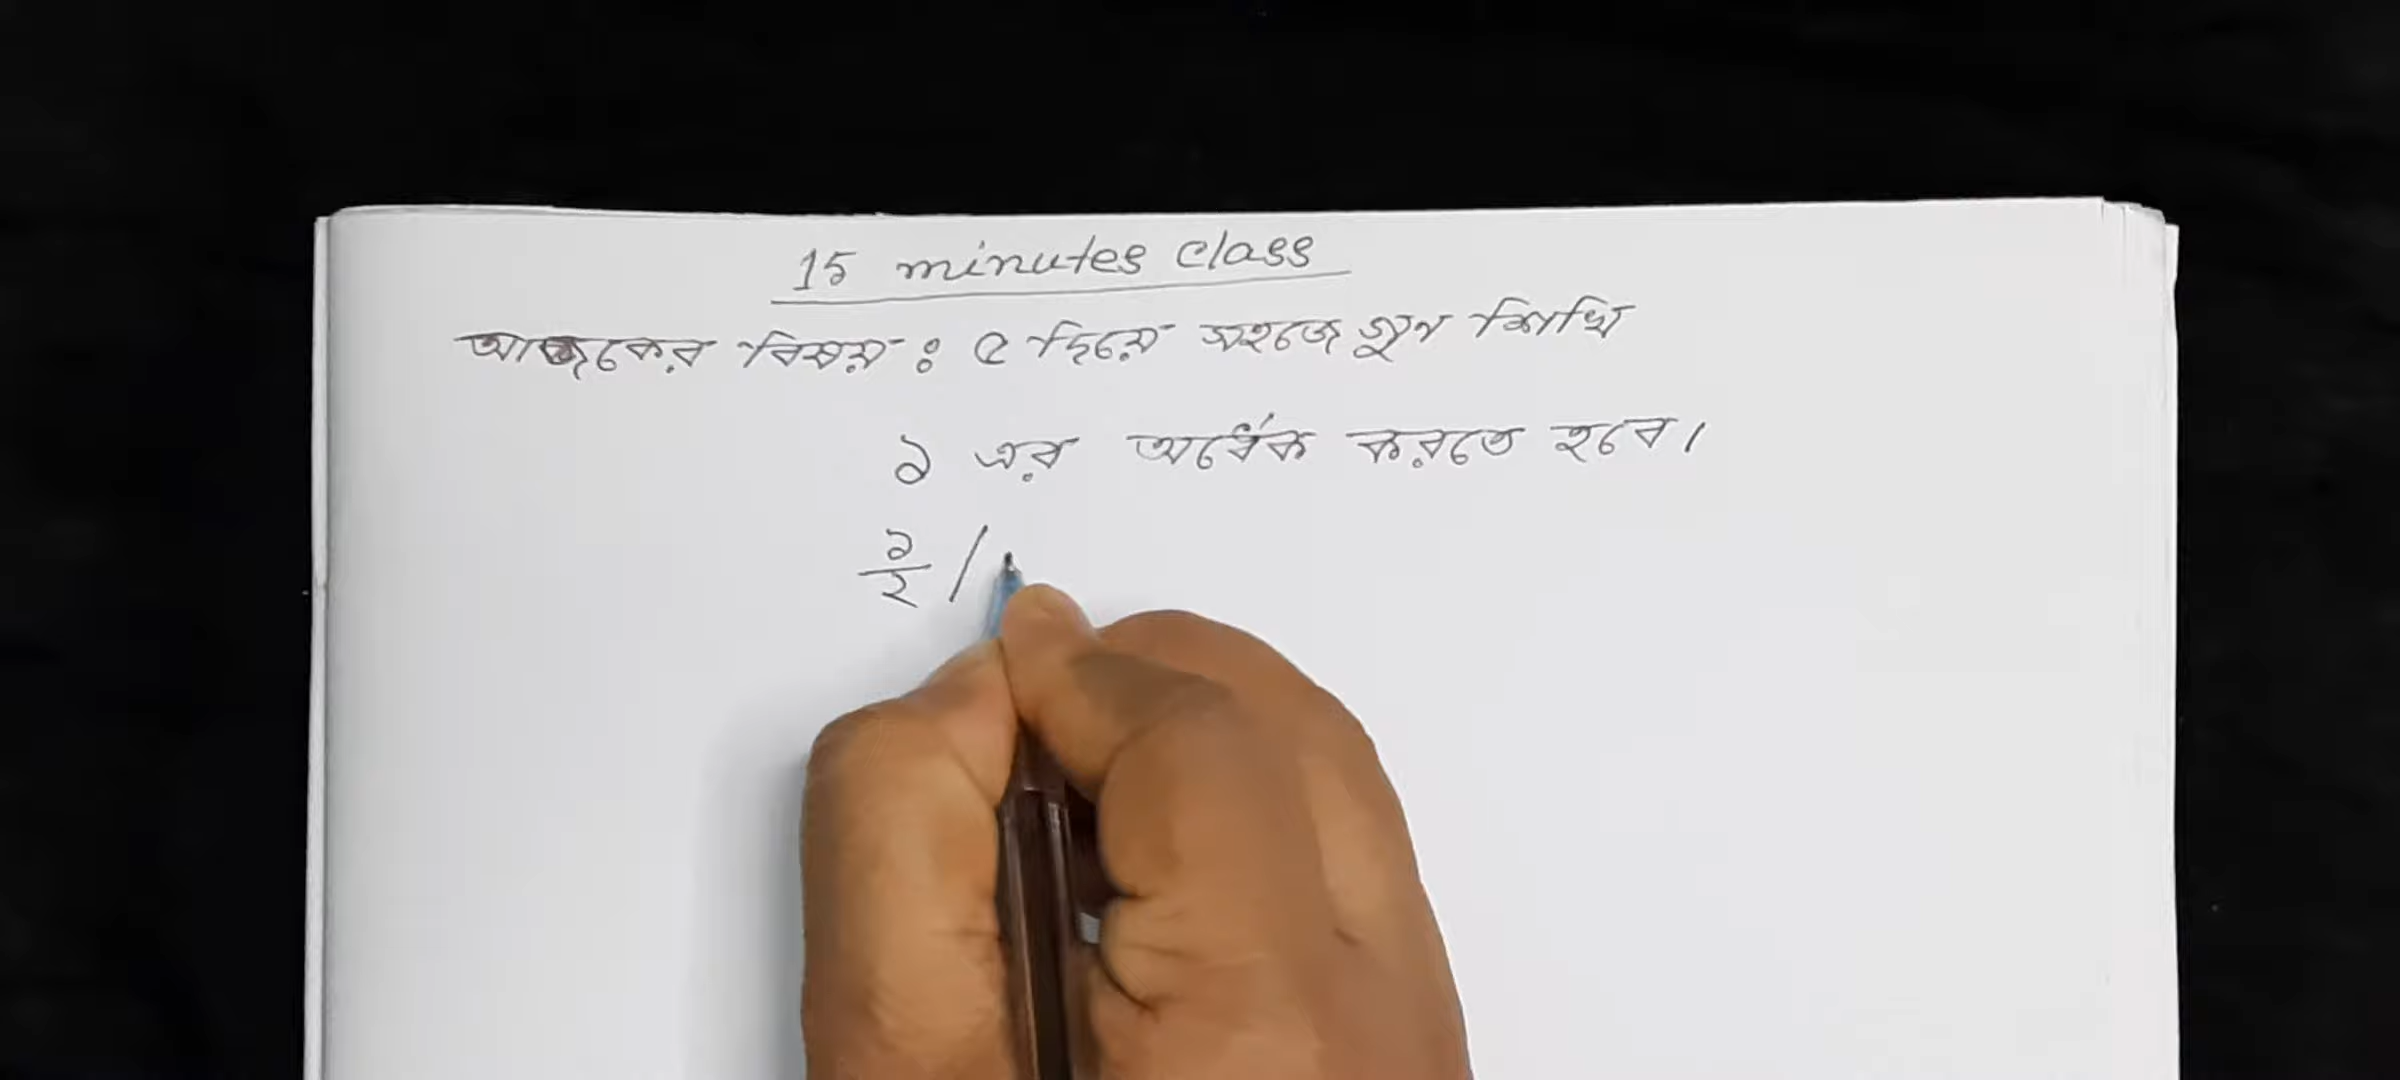 15 minutes class
আজকের বিষয় : ৫ দিয়ে সহজে গুণ শিখি
১ এর অর্ধেক করতে হবে।
১/২ /